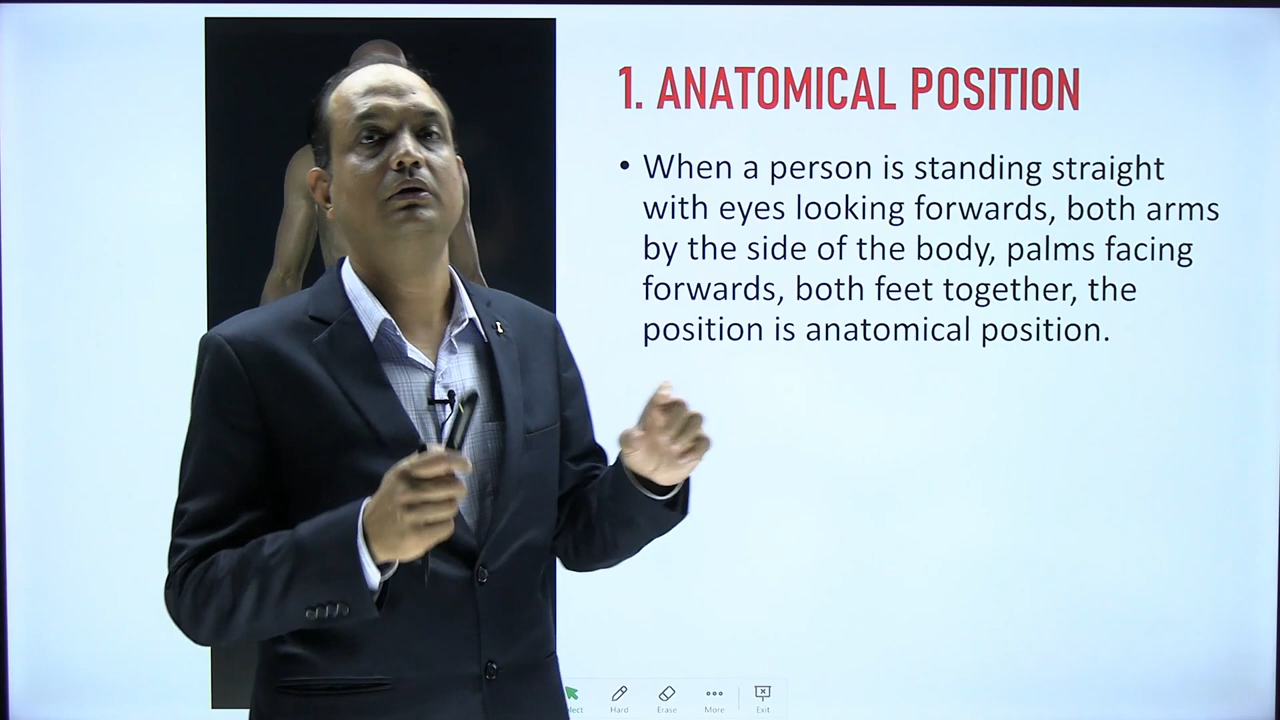 1. ANATOMICAL POSITION
• When a person is standing straight
with eyes looking forwards, both arms
by the side of the body, palms facing
forwards, both feet together, the
position is anatomical position.
Hard Erase More Exit